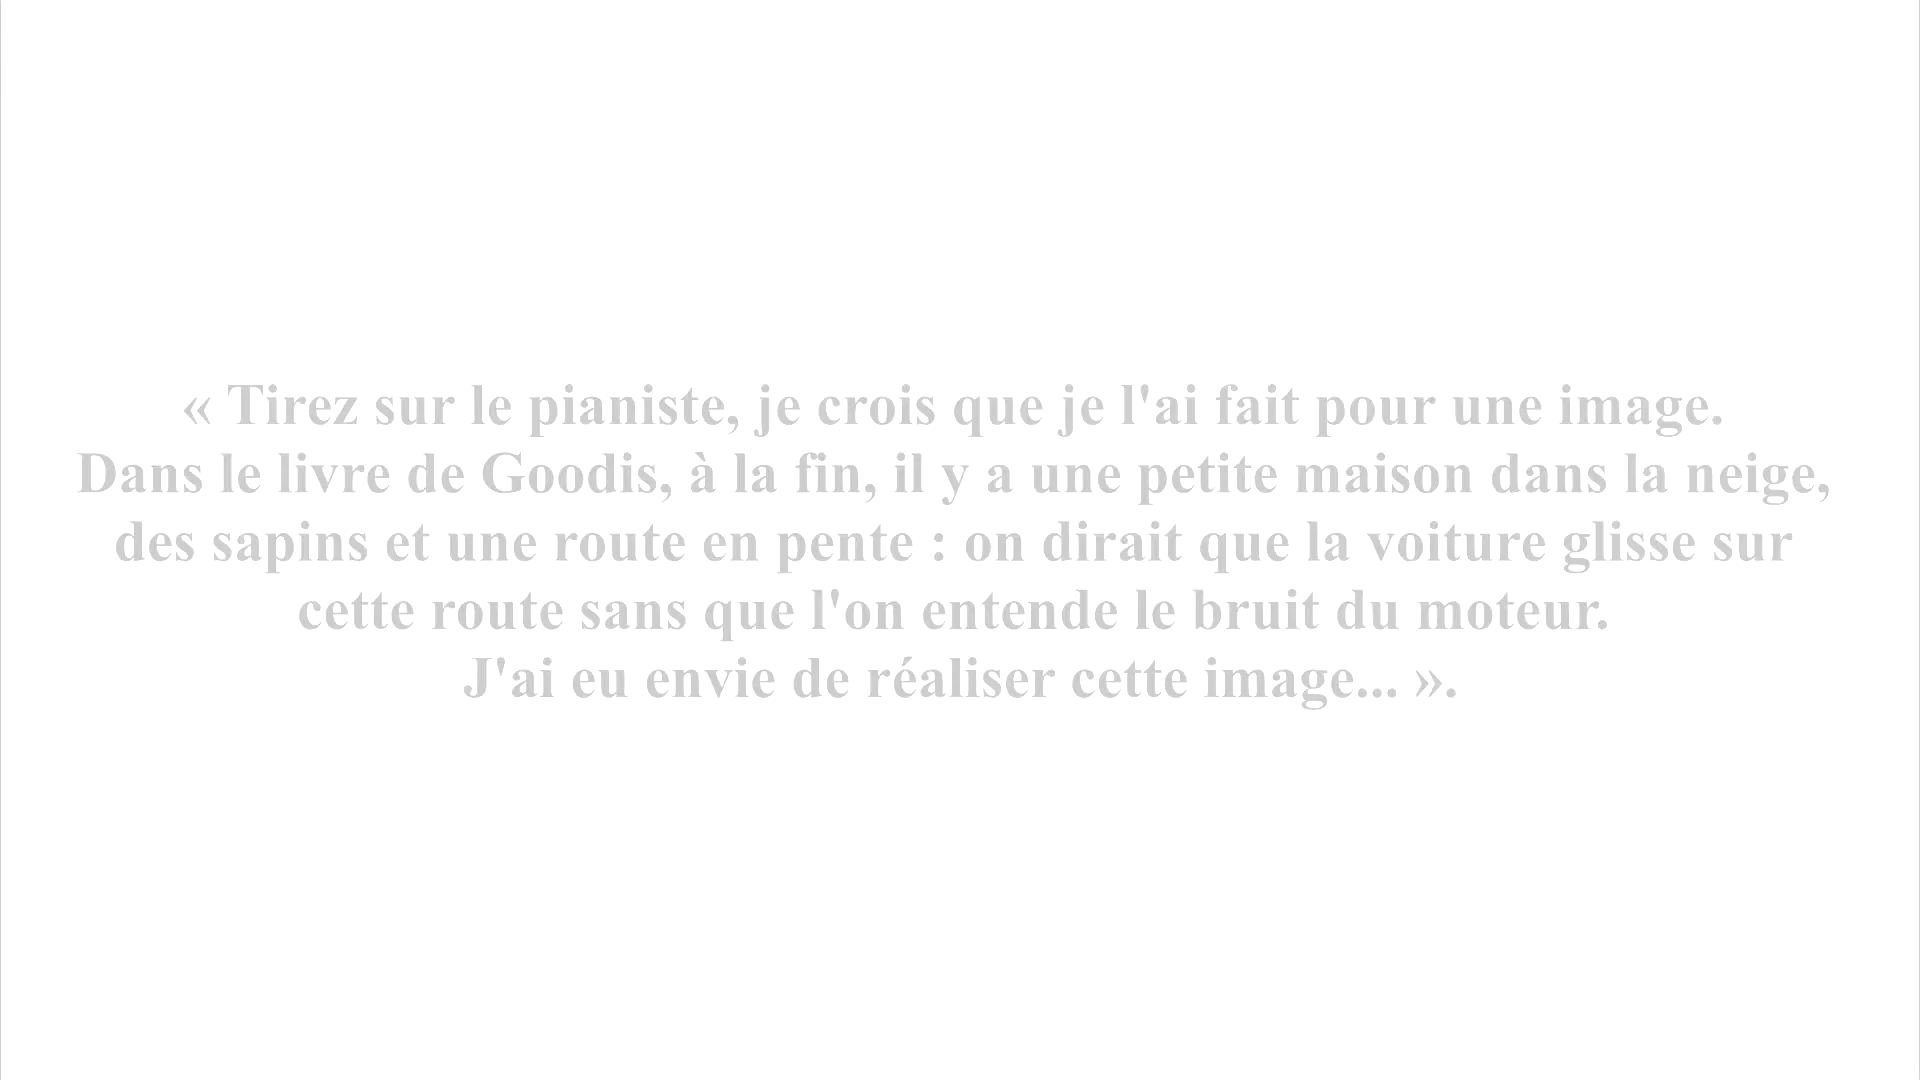 « Tirez sur le pianiste, je crois que je l'ai fait pour une image.
Dans le livre de Goodis, à la fin, il y a une petite maison dans la neige,
des sapins et une route en pente : on dirait que la voiture glisse sur
cette route sans que l'on entende le bruit du moteur.
J'ai eu envie de réaliser cette image... ».